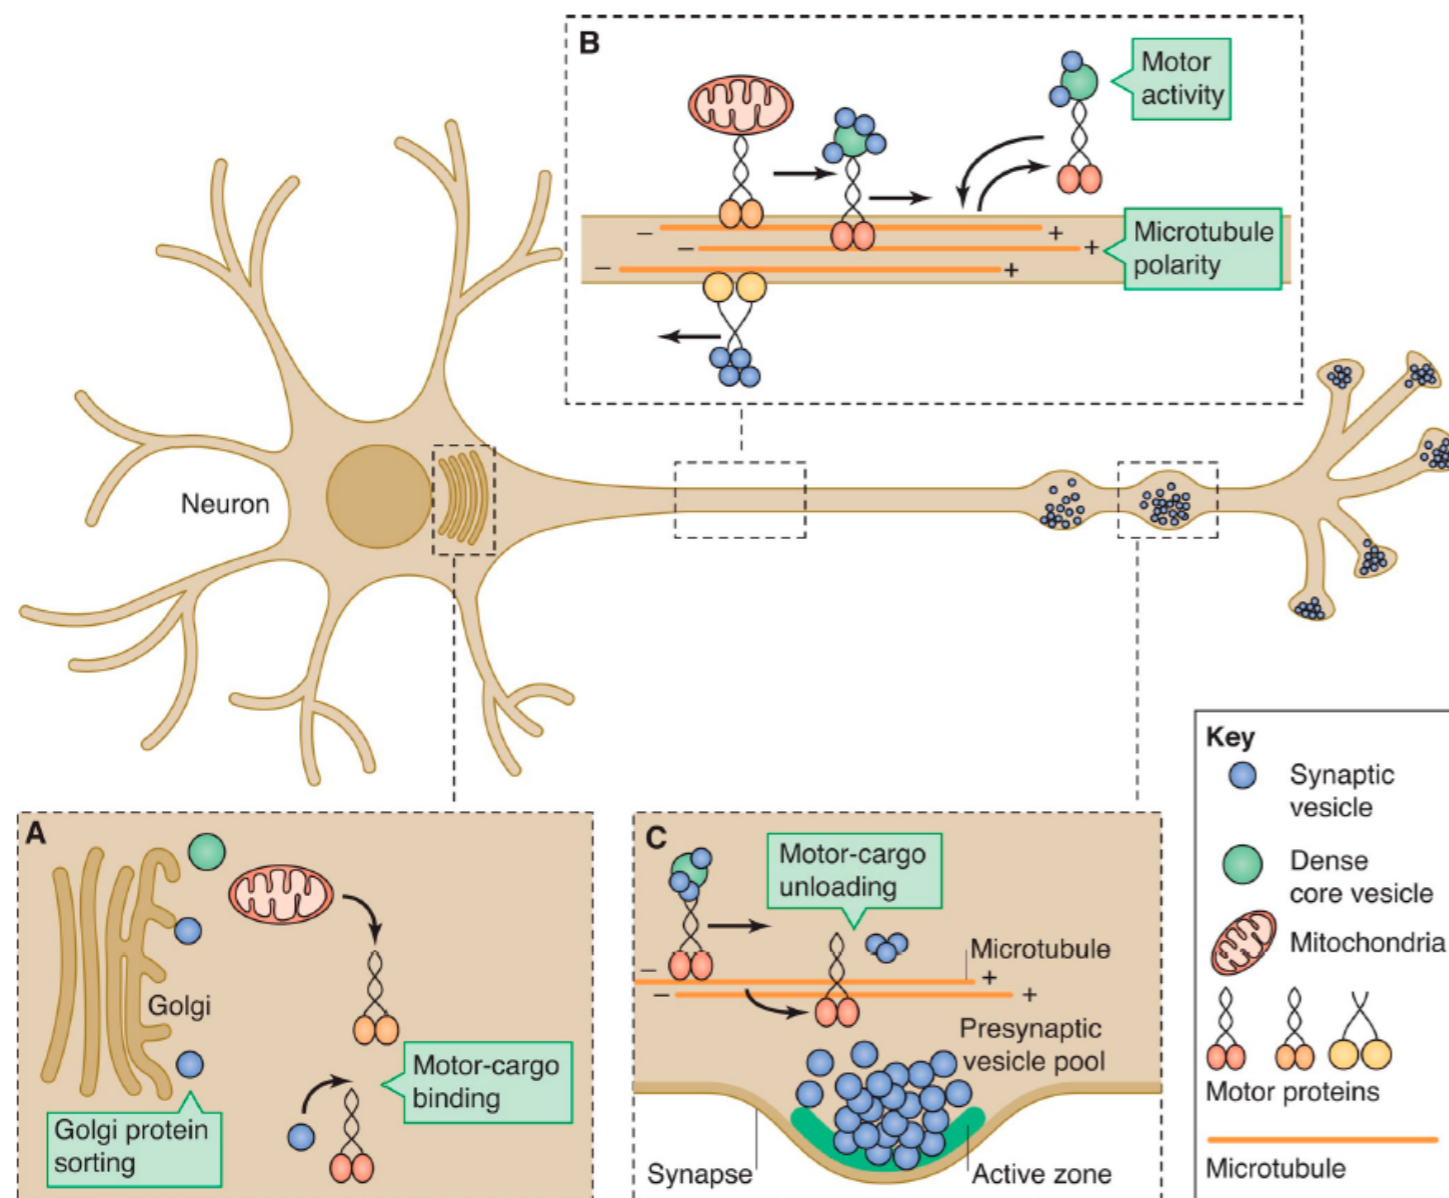 B
Motor
activity
−
+
−
+
−
+
Microtubule
polarity
Neuron
A
Golgi
Motor-cargo
binding
Golgi protein
sorting
C
Motor-cargo
unloading
Microtubule
−
+
−
+
Presynaptic
vesicle pool
Synapse
Active zone
Key
Synaptic
vesicle
Dense
core vesicle
Mitochondria
Motor proteins
Microtubule